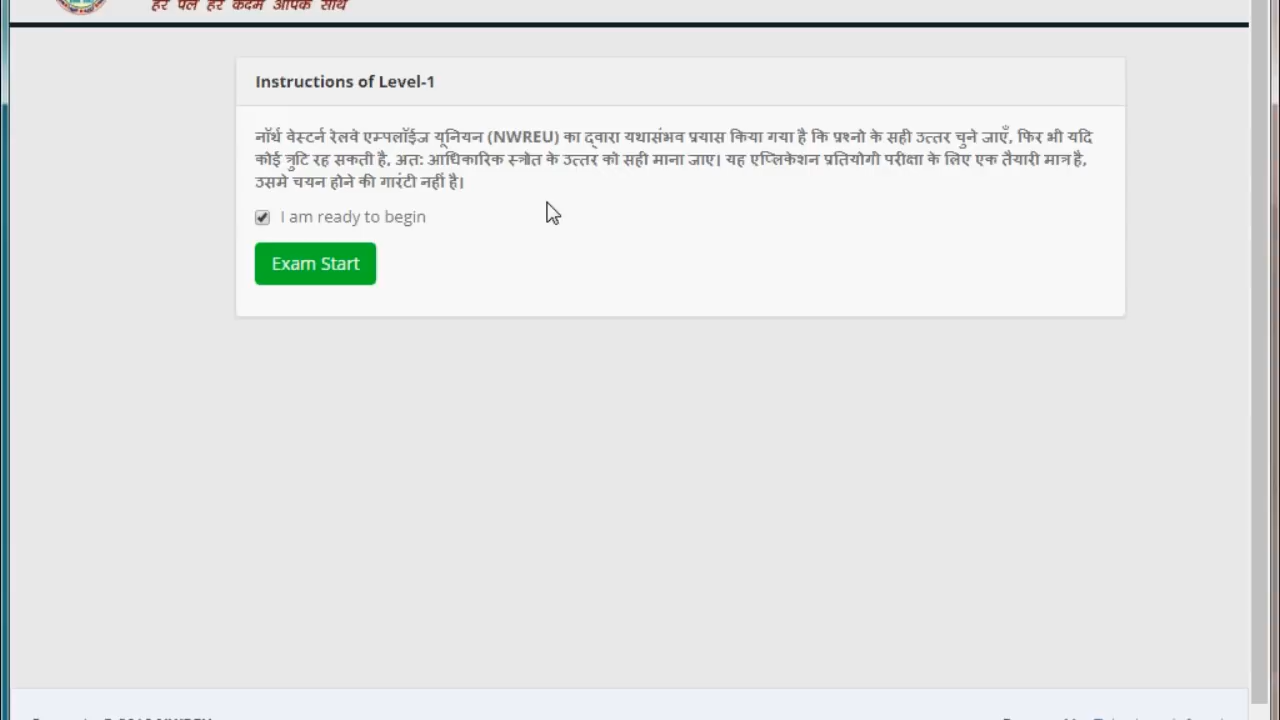 हर पल हर कदम आपके साथ
Instructions of Level-1
नॉर्थ वेस्टर्न रेलवे एम्पलॉईज यूनियन (NWREU) का द्वारा यथासंभव प्रयास किया गया है कि प्रश्नो के सही उत्तर चुने जाएँ, फिर भी यदि
कोई त्रुटि रह सकती है, अत: आधिकारिक स्त्रोत के उत्तर को सही माना जाए। यह एप्लिकेशन प्रतियोगी परीक्षा के लिए एक तैयारी मात्र है,
उसमे चयन होने की गारंटी नहीं है।
I am ready to begin
Exam Start